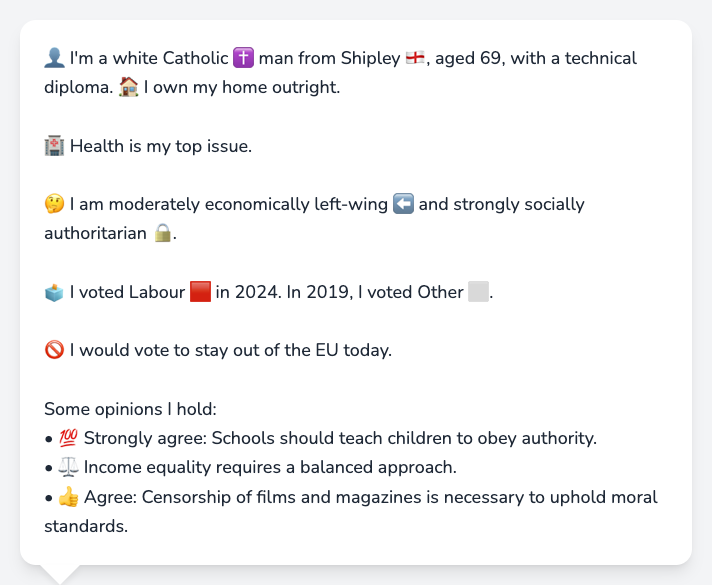 👤 I'm a white Catholic ✝️ man from Shipley 🏴󠁧󠁢󠁥󠁮󠁧󠁿, aged 69, with a technical
diploma. 🏠 I own my home outright.
🏥 Health is my top issue.
🤔 I am moderately economically left-wing ⬅️ and strongly socially
authoritarian 🔒.
🗳️ I voted Labour 🟥 in 2024. In 2019, I voted Other ⬜.
🚫 I would vote to stay out of the EU today.
Some opinions I hold:
• 💯 Strongly agree: Schools should teach children to obey authority.
• ⚖️ Income equality requires a balanced approach.
• 👍 Agree: Censorship of films and magazines is necessary to uphold moral
standards.